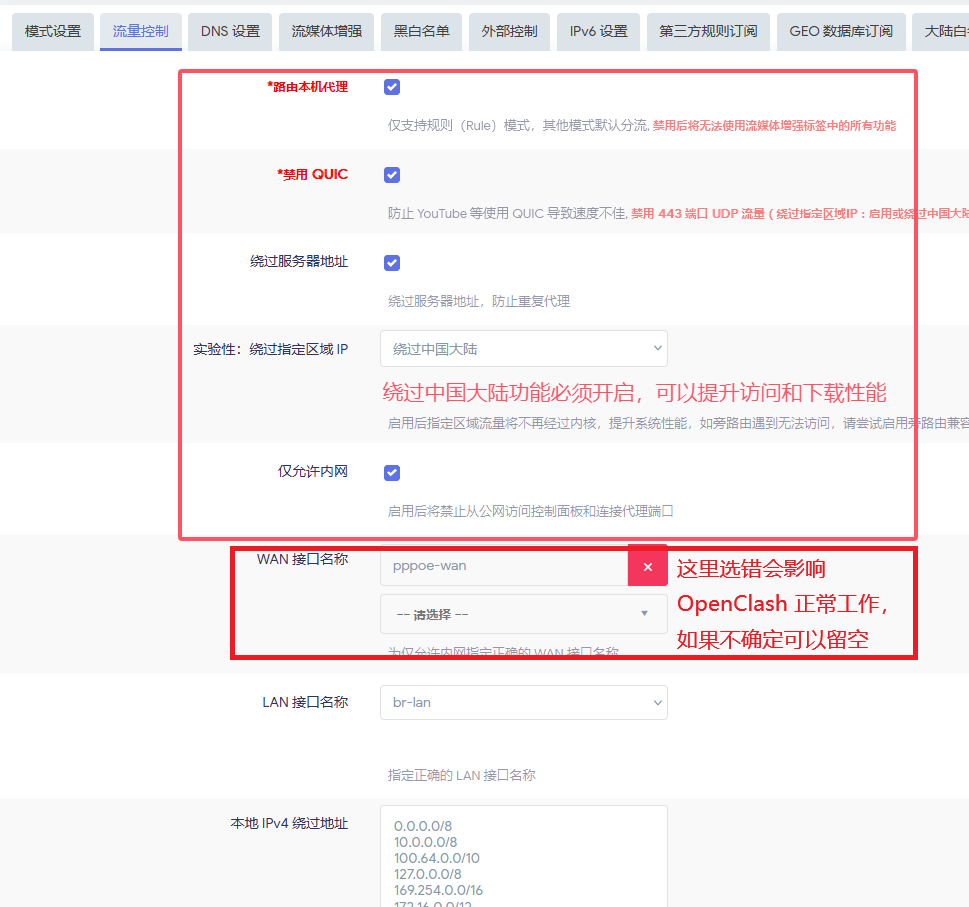 模式设置 流量控制 DNS 设置 流媒体增强 黑白名单 外部控制 IPv6 设置 第三方规则订阅 GEO 数据库订阅 大陆白
*路由本机代理
仅支持规则（Rule）模式，其他模式默认分流, 禁用后将无法使用流媒体增强标签中的所有功能
*禁用 QUIC
防止 YouTube 等使用 QUIC 导致速度不佳, 禁用 443 端口 UDP 流量 ( 绕过指定区域IP : 启用或绕过中国大陆
绕过服务器地址
绕过服务器地址，防止重复代理
实验性：绕过指定区域 IP 绕过中国大陆
绕过中国大陆功能必须开启，可以提升访问和下载性能
启用后指定区域流量将不再经过内核，提升系统性能，如旁路由遇到无法访问，请尝试启用旁路由兼容
仅允许内网
启用后将禁止从公网访问控制面板和连接代理端口
WAN 接口名称 pppoe-wan ×
-- 请选择 --
为仅允许内网指定正确的 WAN 接口名称
这里选错会影响
OpenClash 正常工作，
如果不确定可以留空
LAN 接口名称 br-lan
指定正确的 LAN 接口名称
本地 IPv4 绕过地址
0.0.0.0/8
10.0.0.0/8
100.64.0.0/10
127.0.0.0/8
169.254.0.0/16
172.16.0.0/12